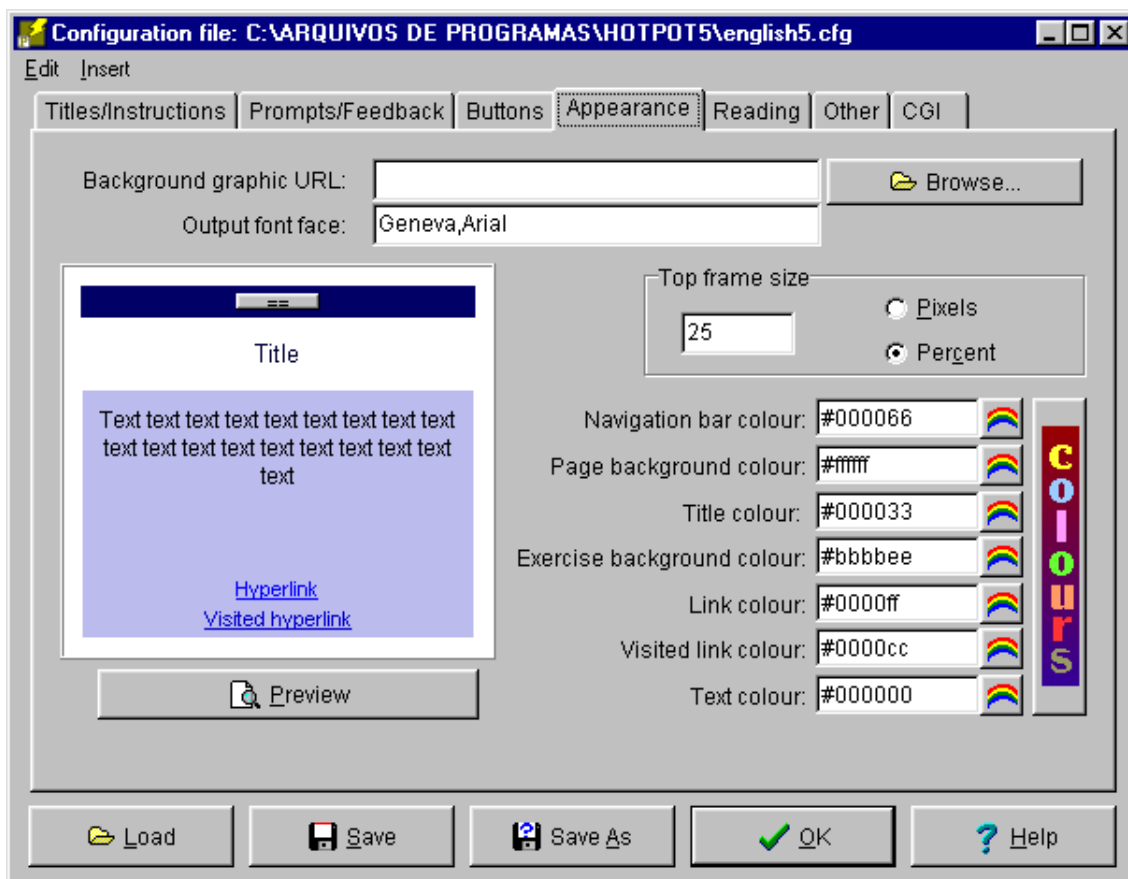 Configuration file: C:\ARQUIVOS DE PROGRAMAS\HOTPOT5\english5.cfg
Edit Insert
Titles/Instructions Prompts/Feedback Buttons Appearance Reading Other CGI
Background graphic URL: Browse...
Output font face: Geneva,Arial
Top frame size
==
25
Pixels
Percent
Title
Text text text text text text text text text
text text text text text text text text text
text
Hyperlink
Visited hyperlink
Preview
Navigation bar colour: #000066
Page background colour: #ffffff
Title colour: #000033
Exercise background colour: #bbbbee
Link colour: #0000ff
Visited link colour: #0000cc
Text colour: #000000
colours
Load Save Save As OK Help